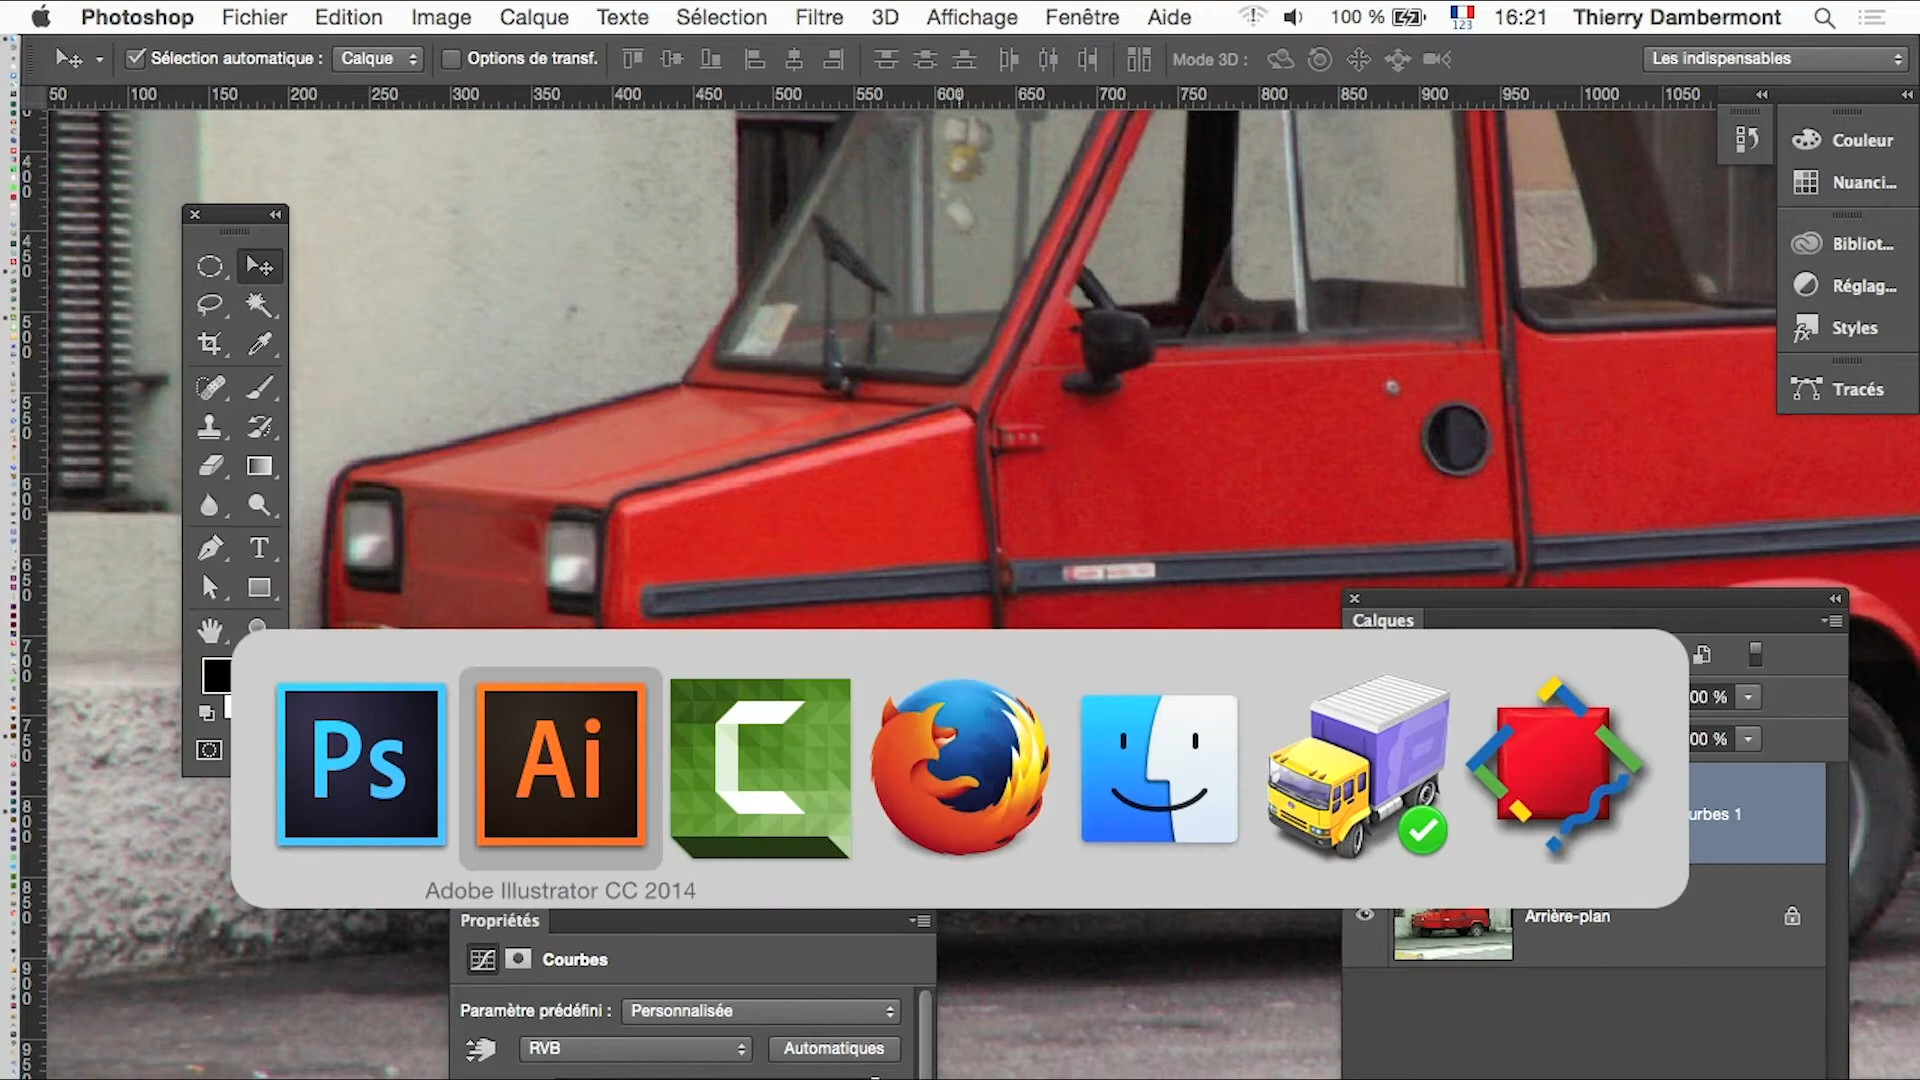 Photoshop Fichier Edition Image Calque Texte Sélection Filtre 3D Affichage Fenêtre Aide 100 % 123 16:21 Thierry Dambermont
Sélection automatique : Calque Options de transf. Mode 3D : Les indispensables
50 100 150 200 250 300 350 400 450 500 550 600 650 700 750 800 850 900 950 1000 1050
Couleur
Nuanci...
Bibliot...
Réglag...
Styles
Tracés
T
Calques
00 %
00 %
Ps Ai C
Adobe Illustrator CC 2014
urbes 1
Arrière-plan
Propriétés
Courbes
Paramètre prédéfini : Personnalisée
RVB Automatiques